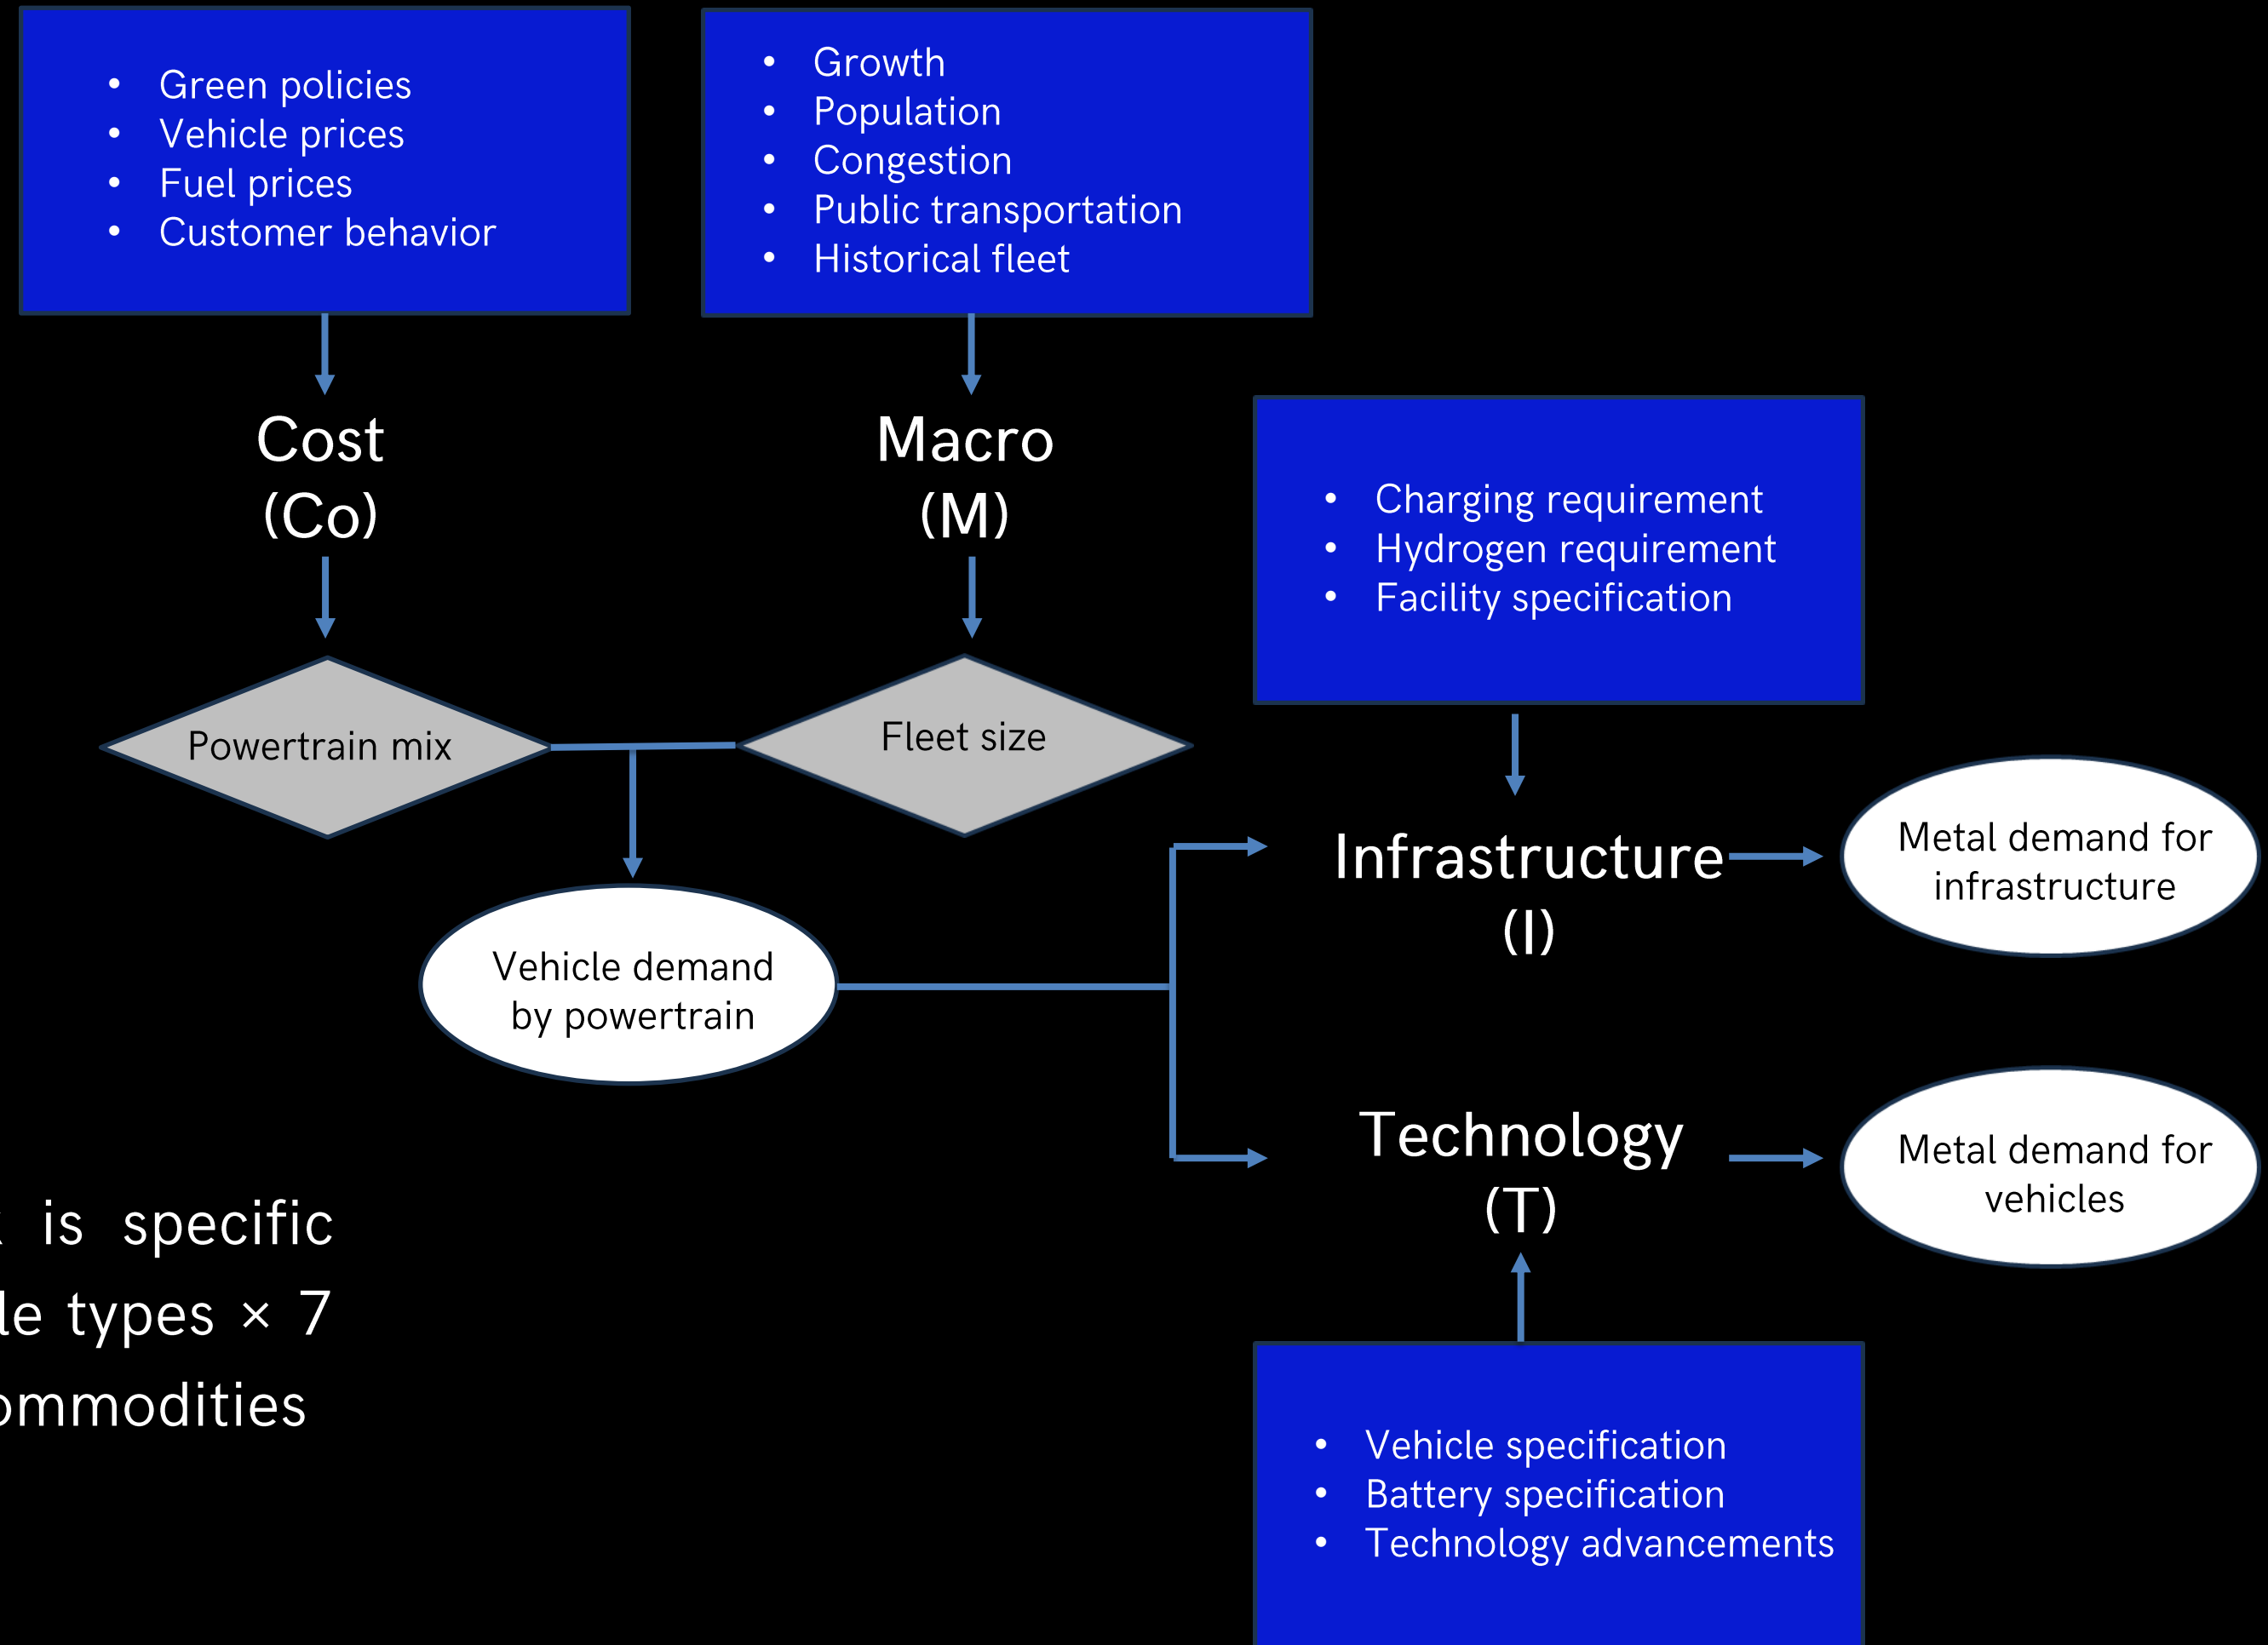 • Green policies
• Vehicle prices
• Fuel prices
• Customer behavior
• Growth
• Population
• Congestion
• Public transportation
• Historical fleet
Cost
(Co)
Macro
(M)
• Charging requirement
• Hydrogen requirement
• Facility specification
Powertrain mix
Fleet size
Infrastructure
(I)
Metal demand for
infrastructure
Vehicle demand
by powertrain
Technology
(T)
Metal demand for
vehicles
is specific
types × 7
• Vehicle specification
• Battery specification
• Technology advancements